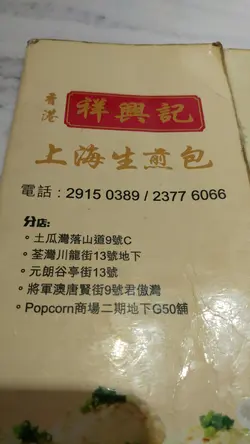 香港
祥興記
上海生煎包
電話：2915 0389 / 2377 6066
分店:
。土瓜灣落山道9號C
。荃灣川龍街13號地下
。元朗谷亭街13號
。將軍澳唐賢街9號君傲灣
。Popcorn商場二期地下G50舖